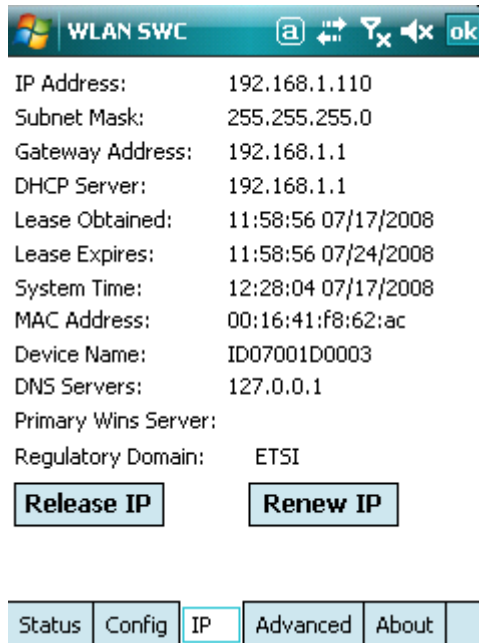 WLAN SWC a ok
IP Address: 192.168.1.110
Subnet Mask: 255.255.255.0
Gateway Address: 192.168.1.1
DHCP Server: 192.168.1.1
Lease Obtained: 11:58:56 07/17/2008
Lease Expires: 11:58:56 07/24/2008
System Time: 12:28:04 07/17/2008
MAC Address: 00:16:41:f8:62:ac
Device Name: ID07001D0003
DNS Servers: 127.0.0.1
Primary Wins Server:
Regulatory Domain: ETSI
Release IP Renew IP
Status Config IP Advanced About